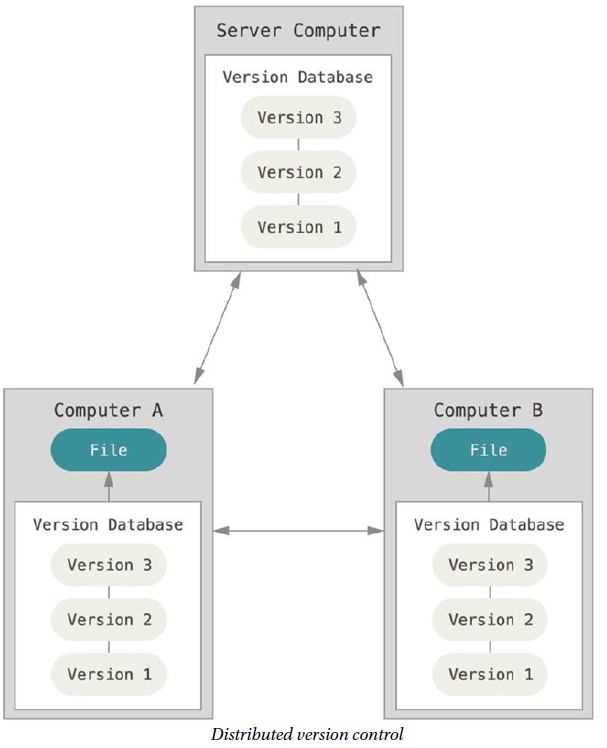 Server Computer
Version Database
Version 3
Version 2
Version 1
Computer A
File
Version Database
Version 3
Version 2
Version 1
Computer B
File
Version Database
Version 3
Version 2
Version 1
Distributed version control